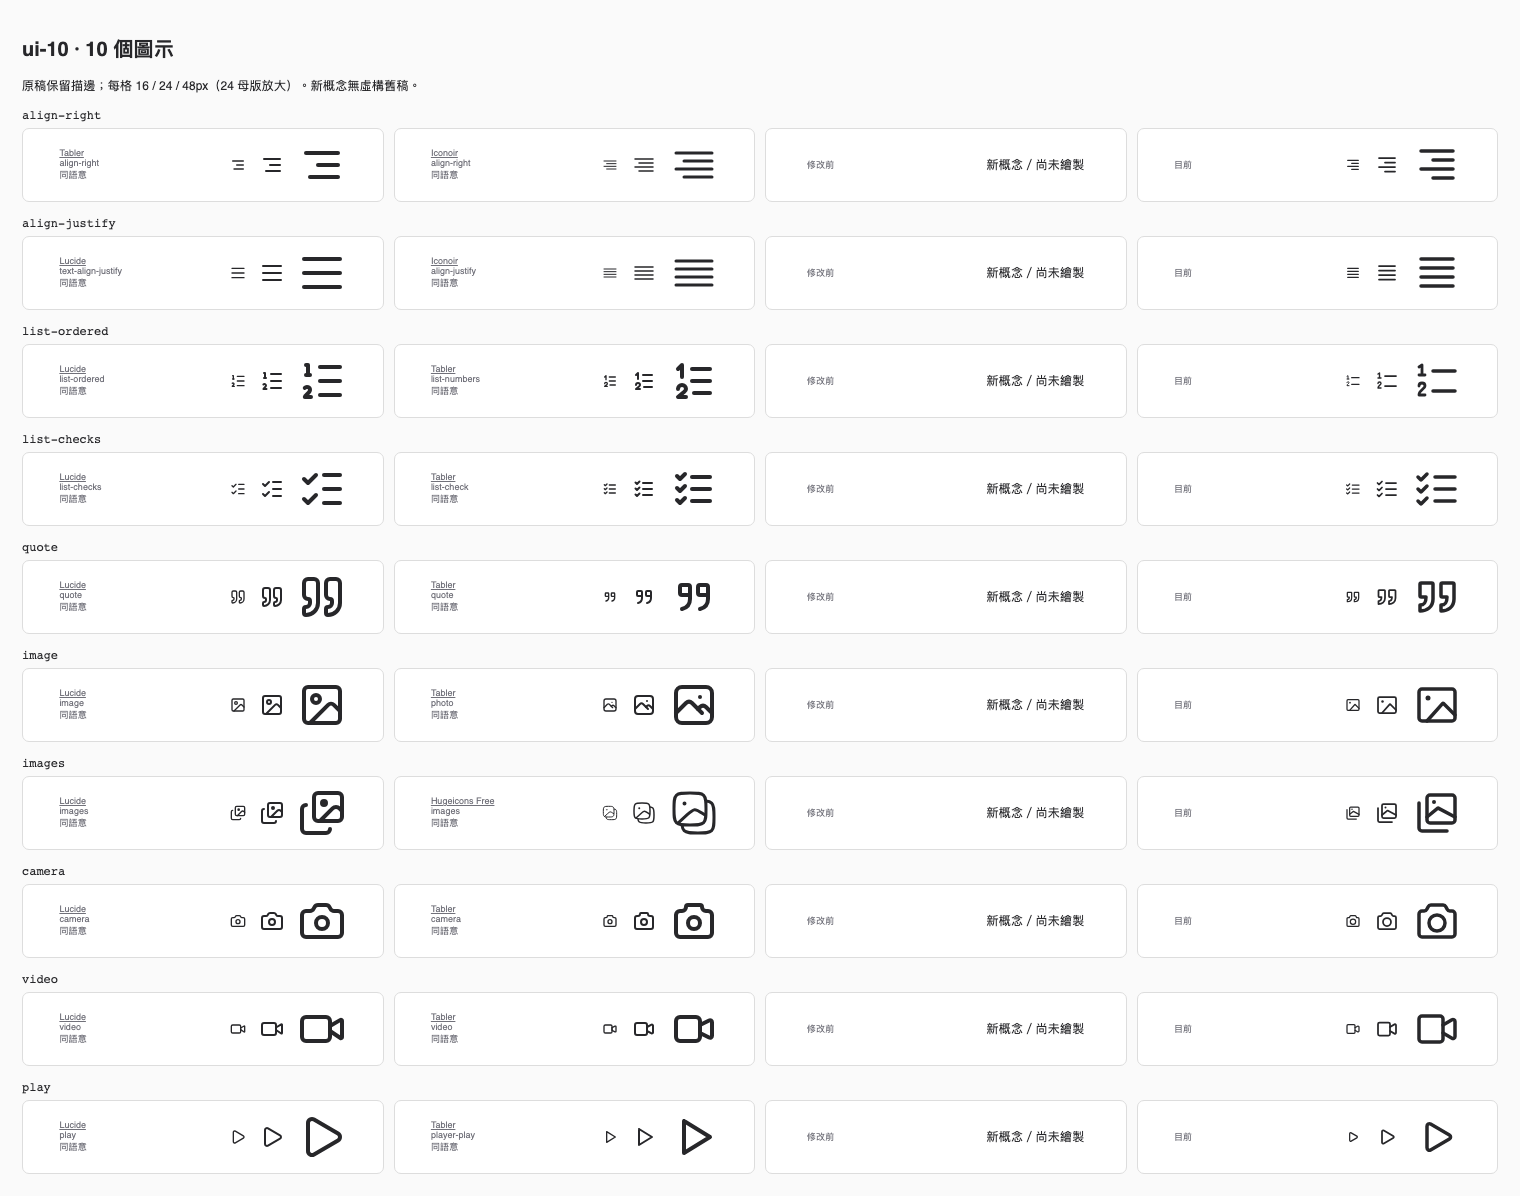 ui-10 · 10 個圖示
原稿保留描邊；每格 16 / 24 / 48px（24 母版放大）。新概念無虛構舊稿。
align-right
Tabler
align-right
同語意
Iconoir
align-right
同語意
修改前
新概念 / 尚未繪製
目前
align-justify
Lucide
text-align-justify
同語意
Iconoir
align-justify
同語意
修改前
新概念 / 尚未繪製
目前
list-ordered
Lucide
list-ordered
同語意
Tabler
list-numbers
同語意
修改前
新概念 / 尚未繪製
目前
list-checks
Lucide
list-checks
同語意
Tabler
list-check
同語意
修改前
新概念 / 尚未繪製
目前
quote
Lucide
quote
同語意
Tabler
quote
同語意
修改前
新概念 / 尚未繪製
目前
image
Lucide
image
同語意
Tabler
photo
同語意
修改前
新概念 / 尚未繪製
目前
images
Lucide
images
同語意
Hugeicons Free
images
同語意
修改前
新概念 / 尚未繪製
目前
camera
Lucide
camera
同語意
Tabler
camera
同語意
修改前
新概念 / 尚未繪製
目前
video
Lucide
video
同語意
Tabler
video
同語意
修改前
新概念 / 尚未繪製
目前
play
Lucide
play
同語意
Tabler
player-play
同語意
修改前
新概念 / 尚未繪製
目前